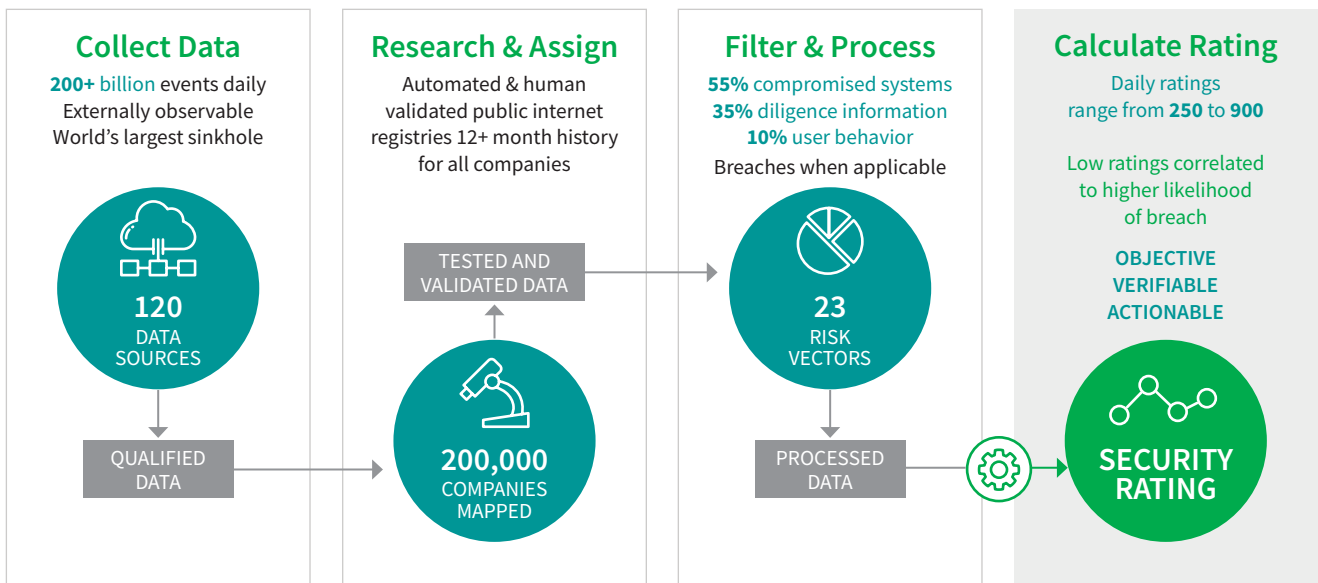 Collect Data
200+ billion events daily
Externally observable
World’s largest sinkhole
120
DATA
SOURCES
QUALIFIED
DATA
Research & Assign
Automated & human
validated public internet
registries 12+ month history
for all companies
TESTED AND
VALIDATED DATA
200,000
COMPANIES
MAPPED
Filter & Process
55% compromised systems
35% diligence information
10% user behavior
Breaches when applicable
23
RISK
VECTORS
PROCESSED
DATA
Calculate Rating
Daily ratings
range from 250 to 900
Low ratings correlated
to higher likelihood
of breach
OBJECTIVE
VERIFIABLE
ACTIONABLE
SECURITY
RATING